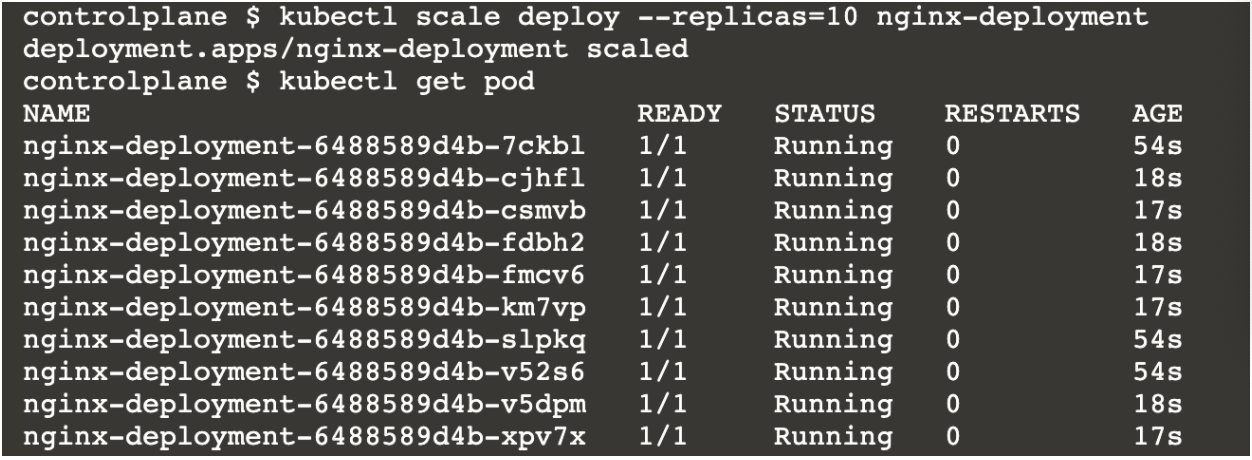 controlplane $ kubectl scale deploy --replicas=10 nginx-deployment
deployment.apps/nginx-deployment scaled
controlplane $ kubectl get pod
NAME READY STATUS RESTARTS AGE
nginx-deployment-6488589d4b-7ckbl 1/1 Running 0 54s
nginx-deployment-6488589d4b-cjhfl 1/1 Running 0 18s
nginx-deployment-6488589d4b-csmvb 1/1 Running 0 17s
nginx-deployment-6488589d4b-fdbh2 1/1 Running 0 18s
nginx-deployment-6488589d4b-fmcv6 1/1 Running 0 17s
nginx-deployment-6488589d4b-km7vp 1/1 Running 0 17s
nginx-deployment-6488589d4b-slpkq 1/1 Running 0 54s
nginx-deployment-6488589d4b-v52s6 1/1 Running 0 54s
nginx-deployment-6488589d4b-v5dpm 1/1 Running 0 18s
nginx-deployment-6488589d4b-xpv7x 1/1 Running 0 17s